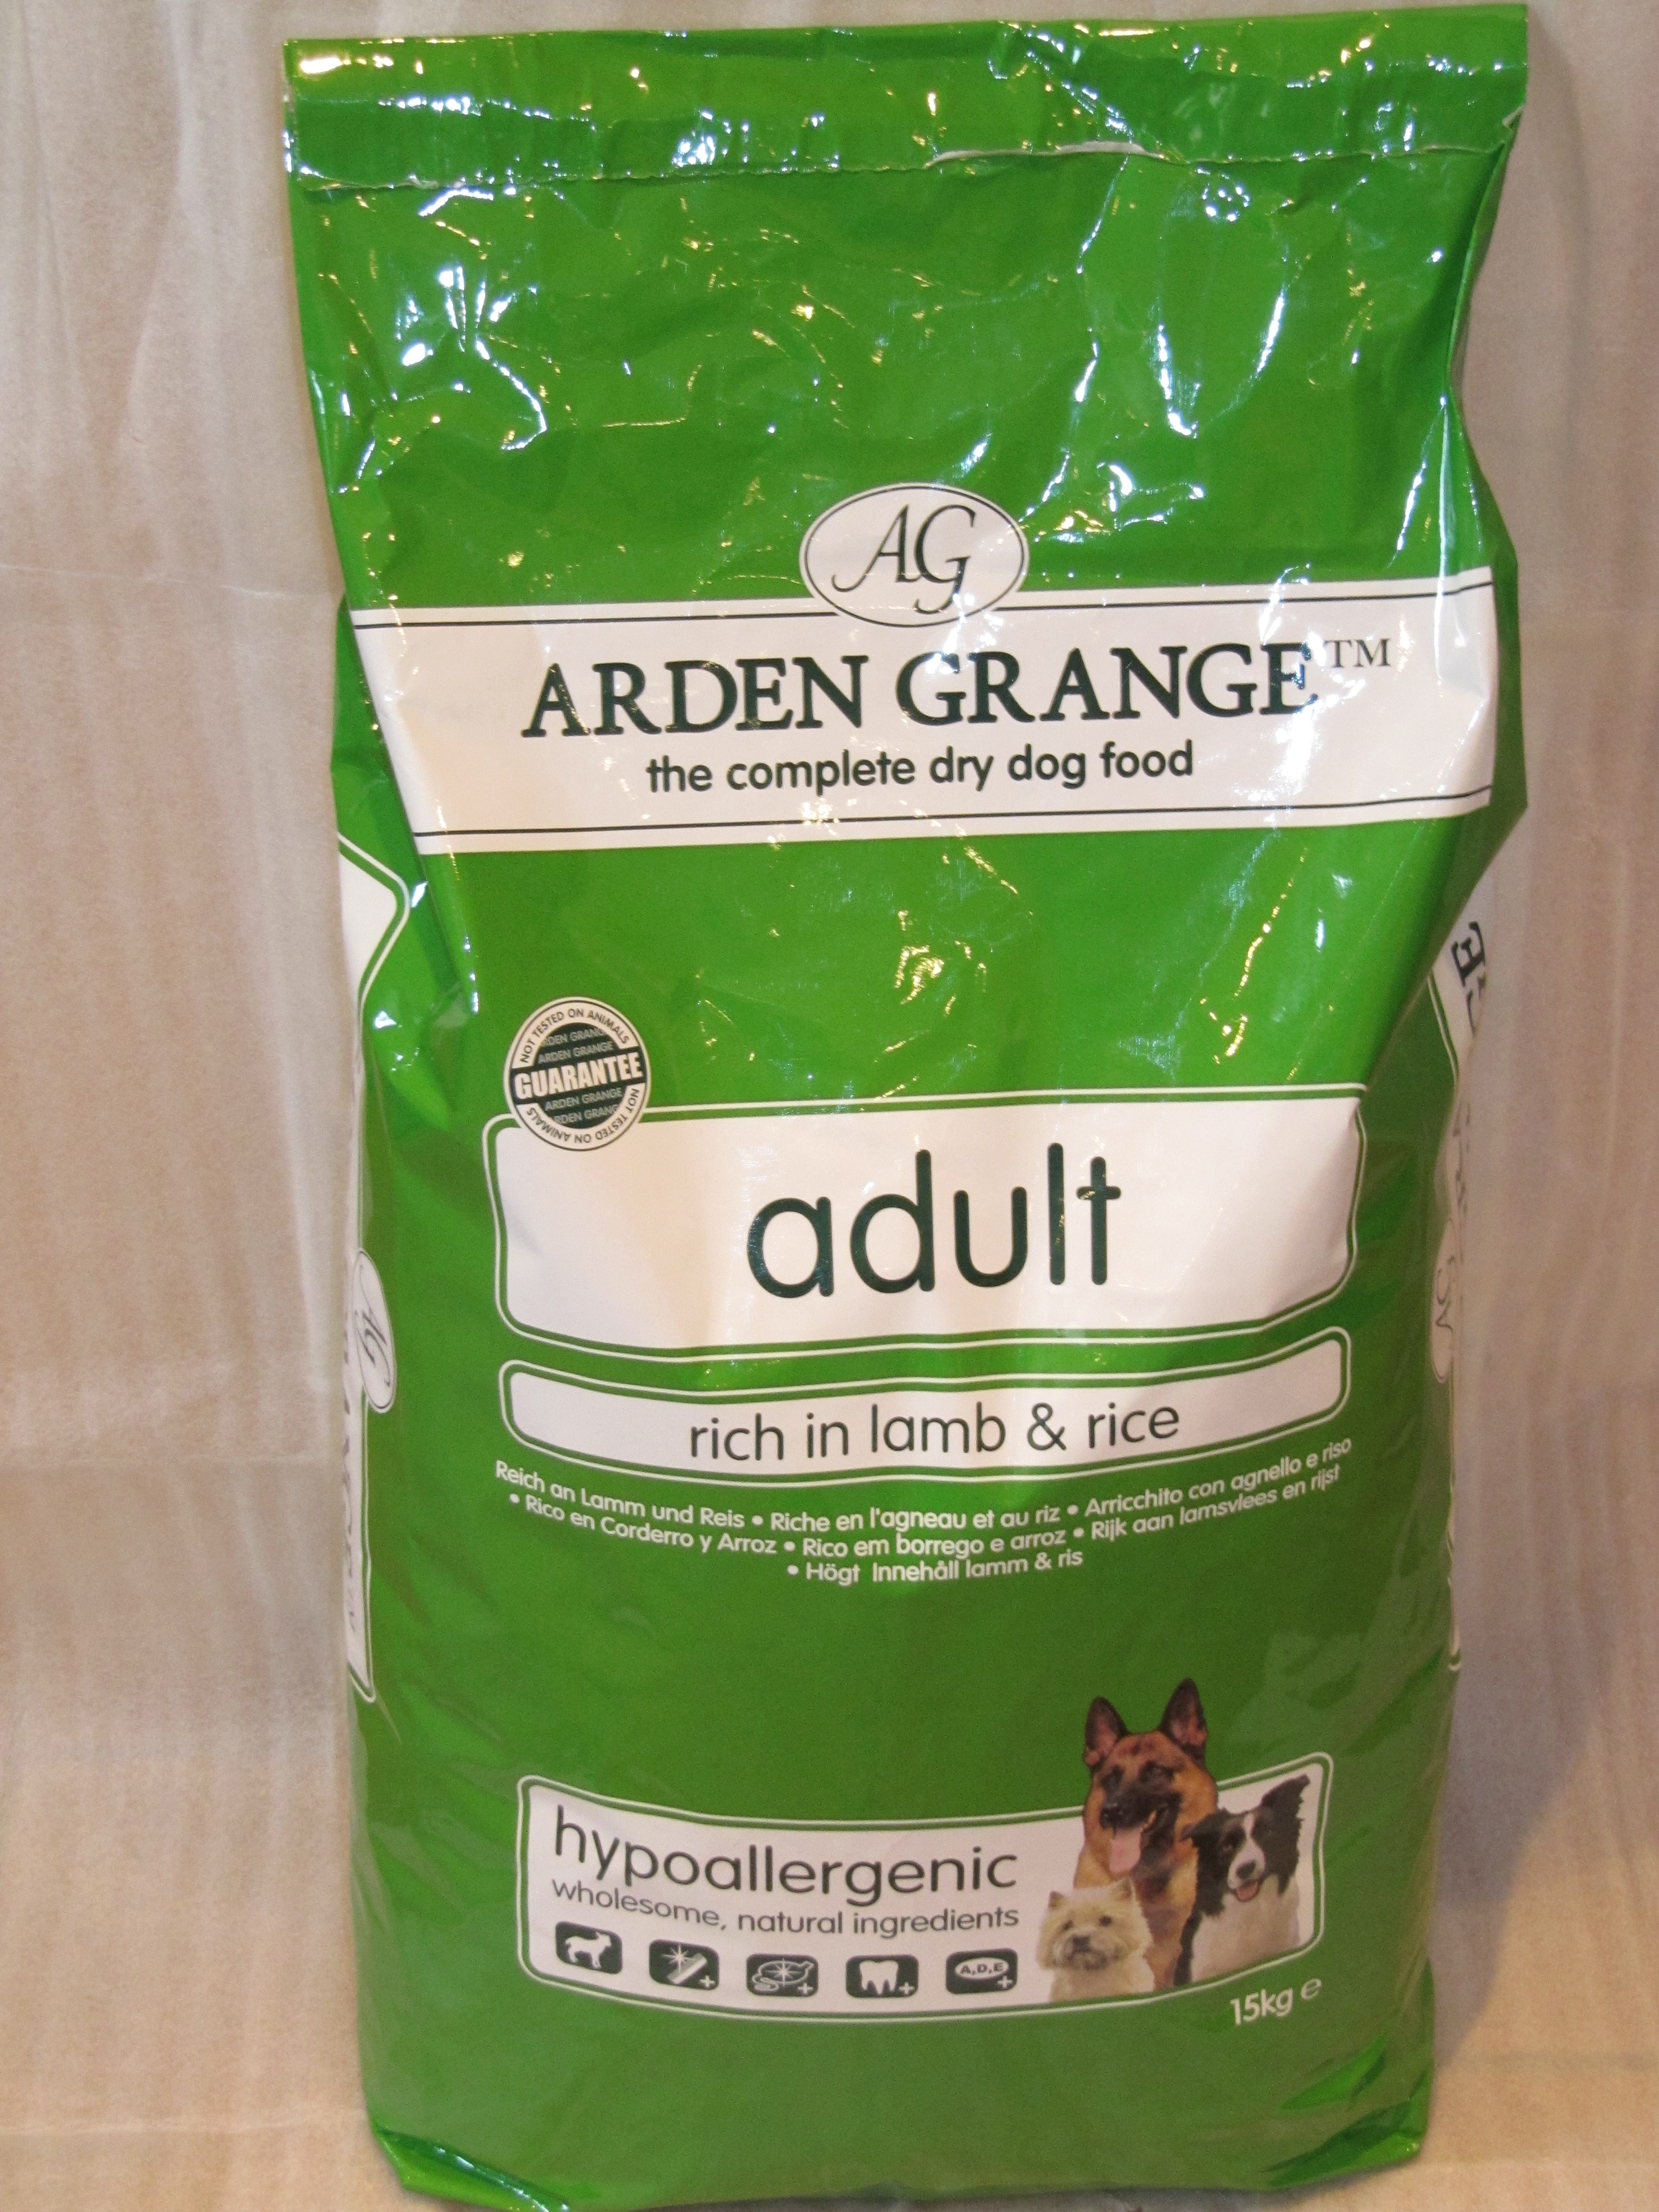 AG
ARDEN GRANGE™
the complete dry dog food
NOT TESTED ON ANIMALS
ARDEN GRANGE
GUARANTEE
ARDEN GRANGE
NOT TESTED ON ANIMALS
adult
rich in lamb & rice
Reich an Lamm und Reis • Riche en l'agneau et au riz • Arricchito con agnello e riso
• Rico en Corderro y Arroz • Rico em borrego e arroz • Rijk aan lamsvlees en rijst
• Högt Innehåll lamm & ris
hypoallergenic
wholesome, natural ingredients
A,D,E
15kg ℮
AG